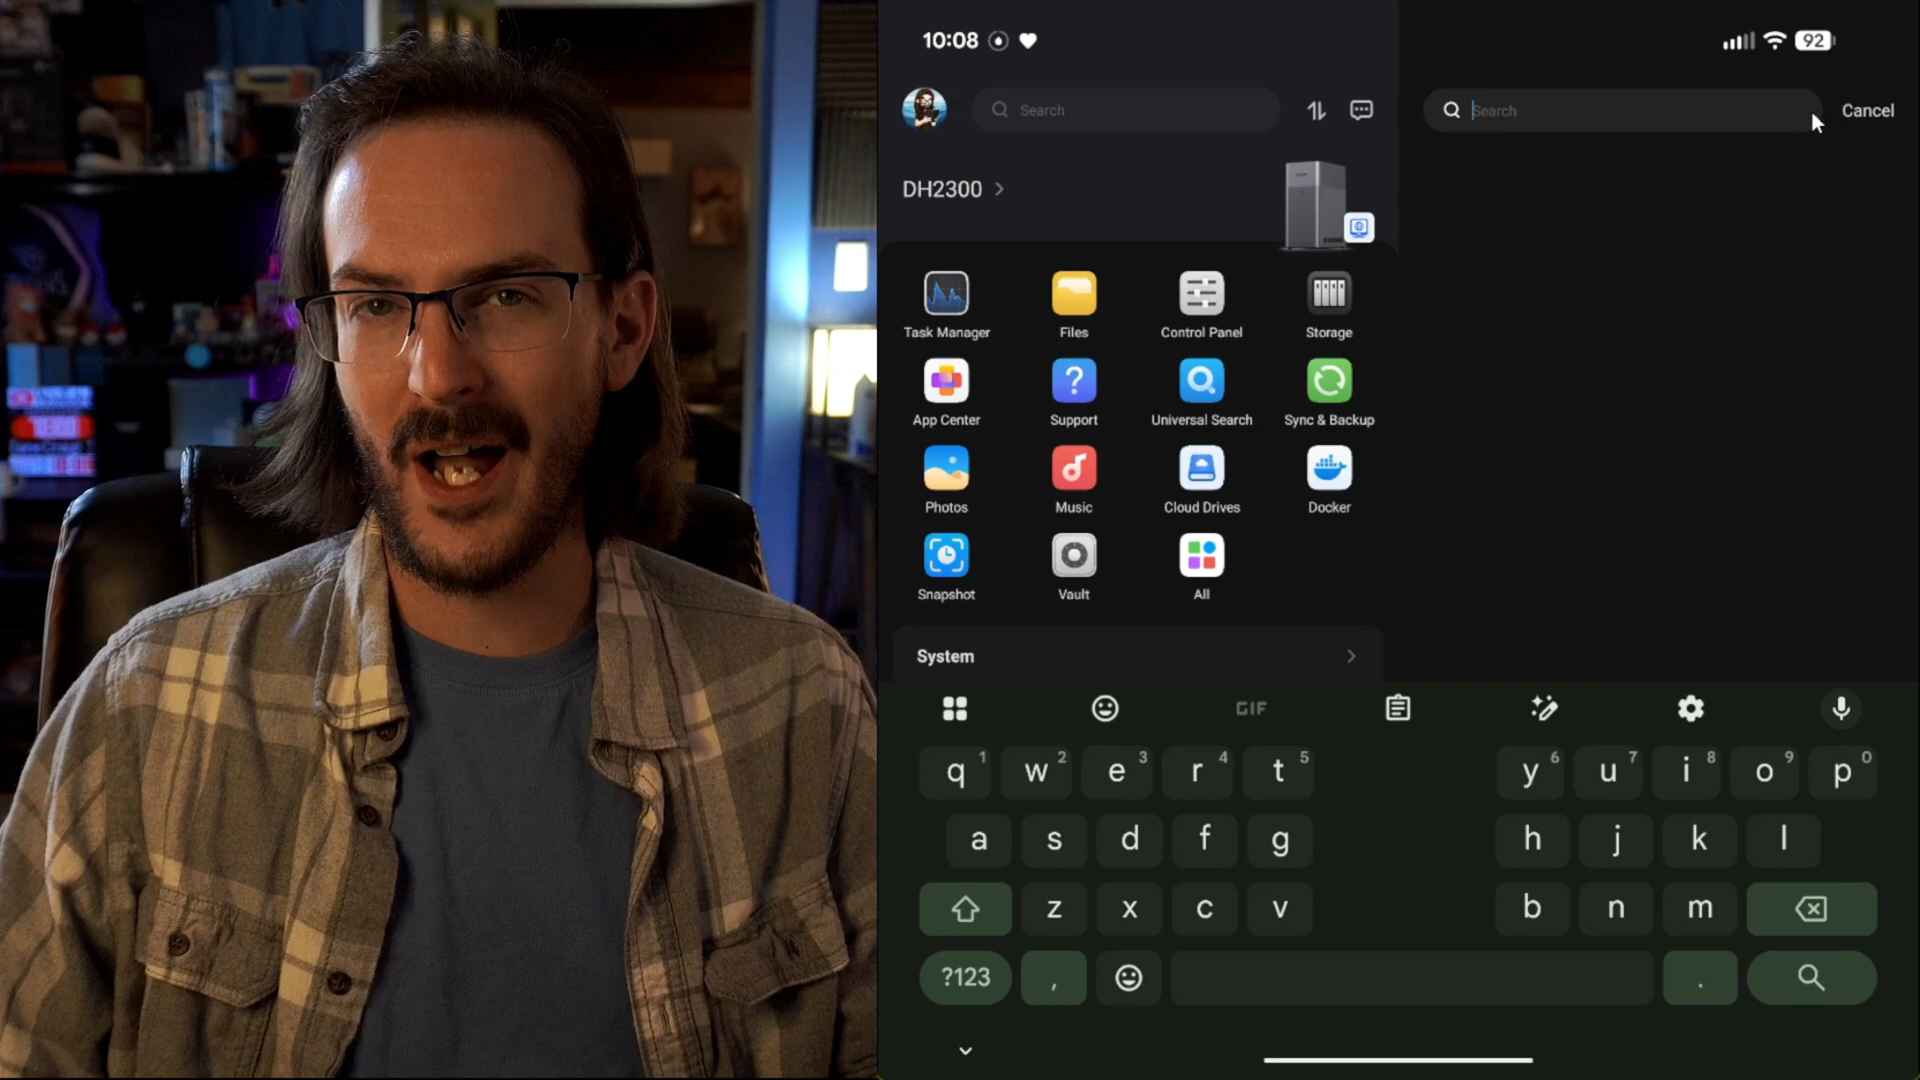 10:08
92
Search
Search
Cancel
DH2300
Task Manager
Files
Control Panel
Storage
App Center
Support
Universal Search
Sync & Backup
Photos
Music
Cloud Drives
Docker
Snapshot
Vault
All
System
GIF
q 1 w 2 e 3 r 4 t 5 y 6 u 7 i 8 o 9 p 0
a s d f g h j k l
z x c v b n m
?123 , .